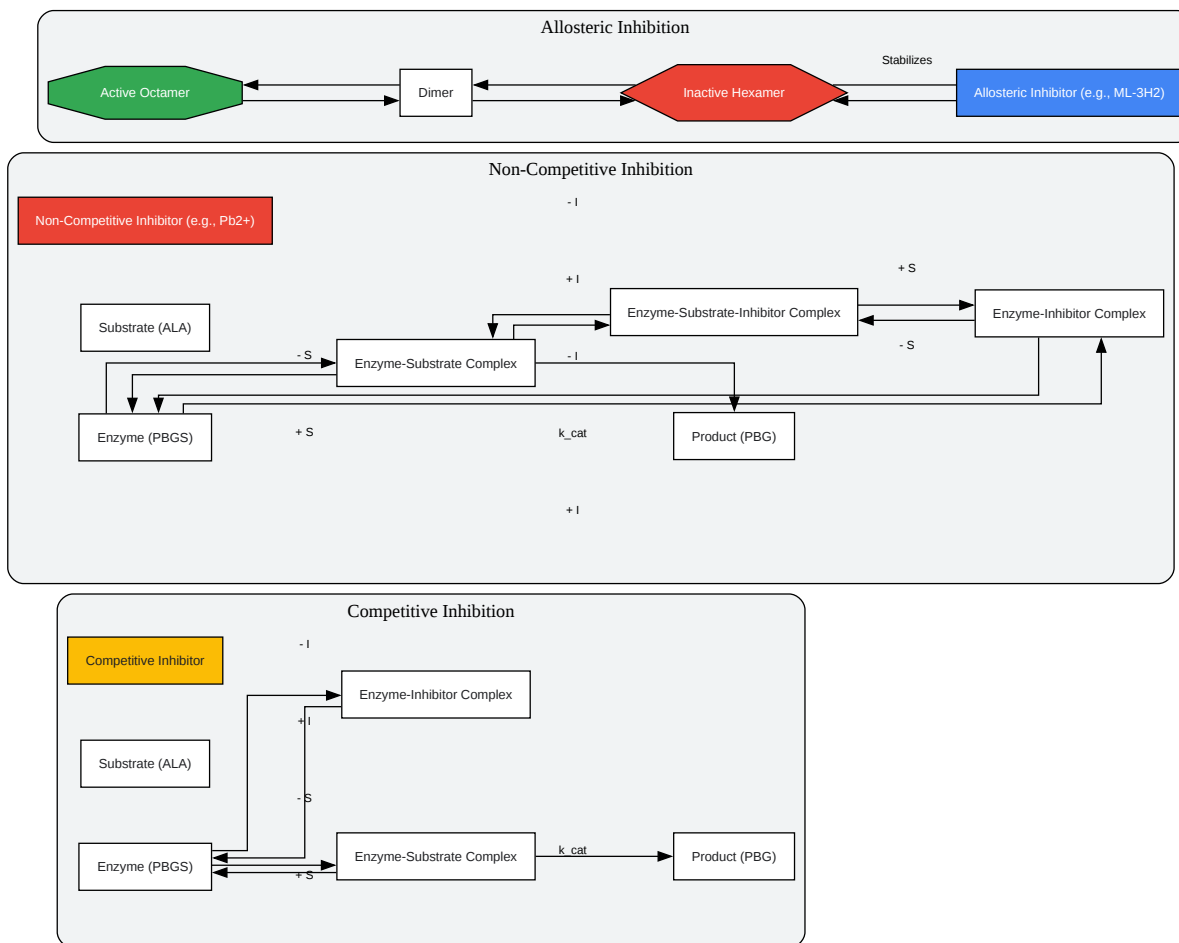 Allosteric Inhibition
Stabilizes
Active Octamer
Dimer
Inactive Hexamer
Allosteric Inhibitor (e.g., ML-3H2)
Non-Competitive Inhibition
- I
Non-Competitive Inhibitor (e.g., Pb2+)
+ S
+ I
Enzyme-Substrate-Inhibitor Complex
Enzyme-Inhibitor Complex
Substrate (ALA)
- S
- S
- I
Enzyme-Substrate Complex
Enzyme (PBGS)
+ S
k_cat
Product (PBG)
+ I
Competitive Inhibition
- I
Competitive Inhibitor
Enzyme-Inhibitor Complex
+ I
Substrate (ALA)
- S
Enzyme (PBGS)
Enzyme-Substrate Complex
k_cat
Product (PBG)
+ S